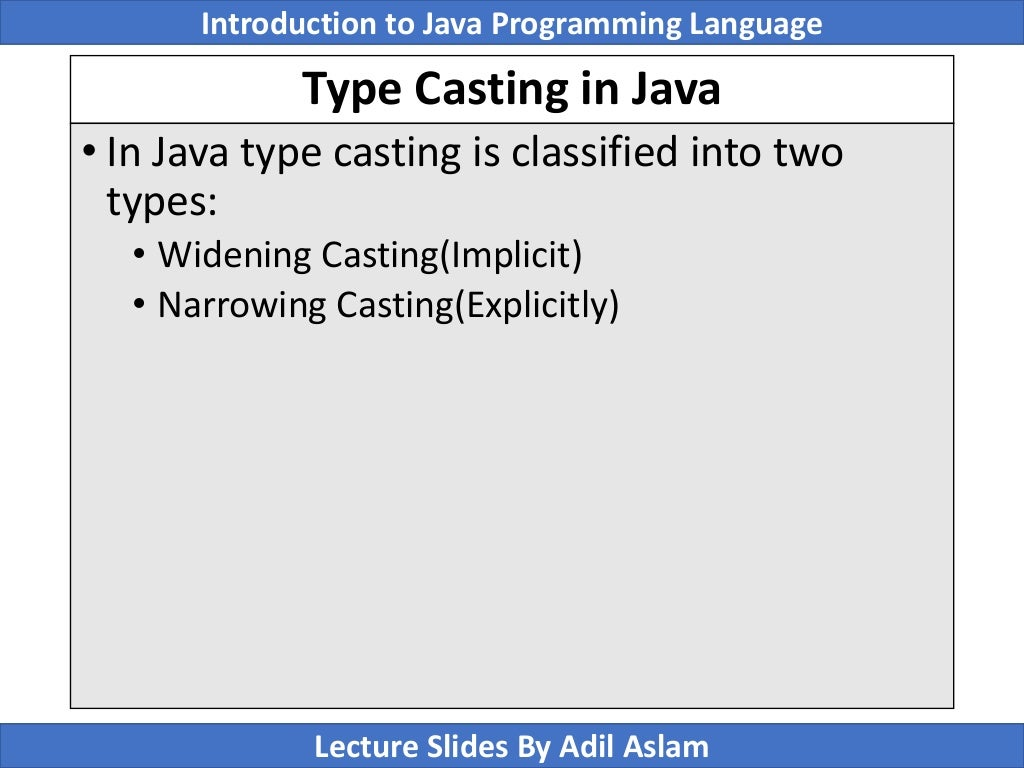 Introduction to Java Programming Language
Type Casting in Java
• In Java type casting is classified into two
types:
• Widening Casting(Implicit)
• Narrowing Casting(Explicitly)
Lecture Slides By Adil Aslam